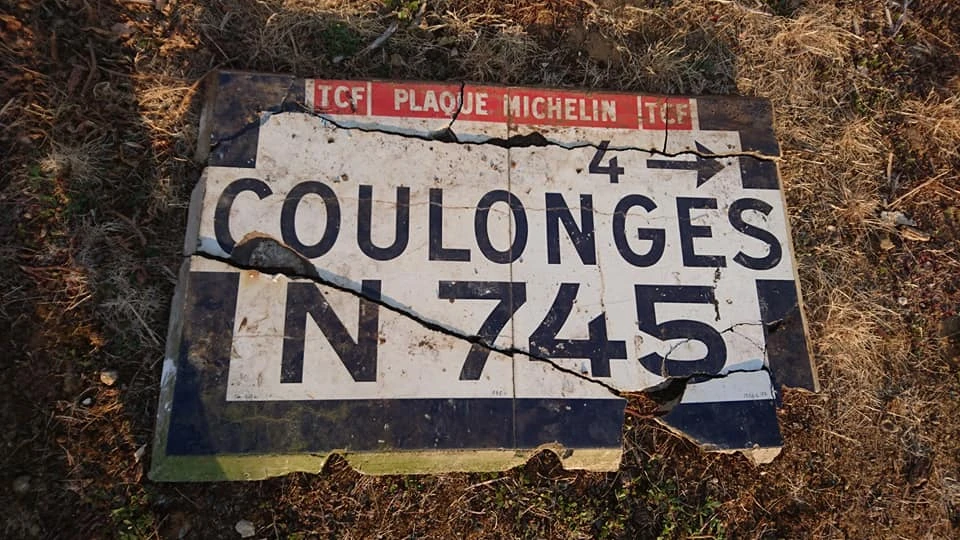 TCF PLAQUE MICHELIN TCF
4 →
COULONGES
N 745